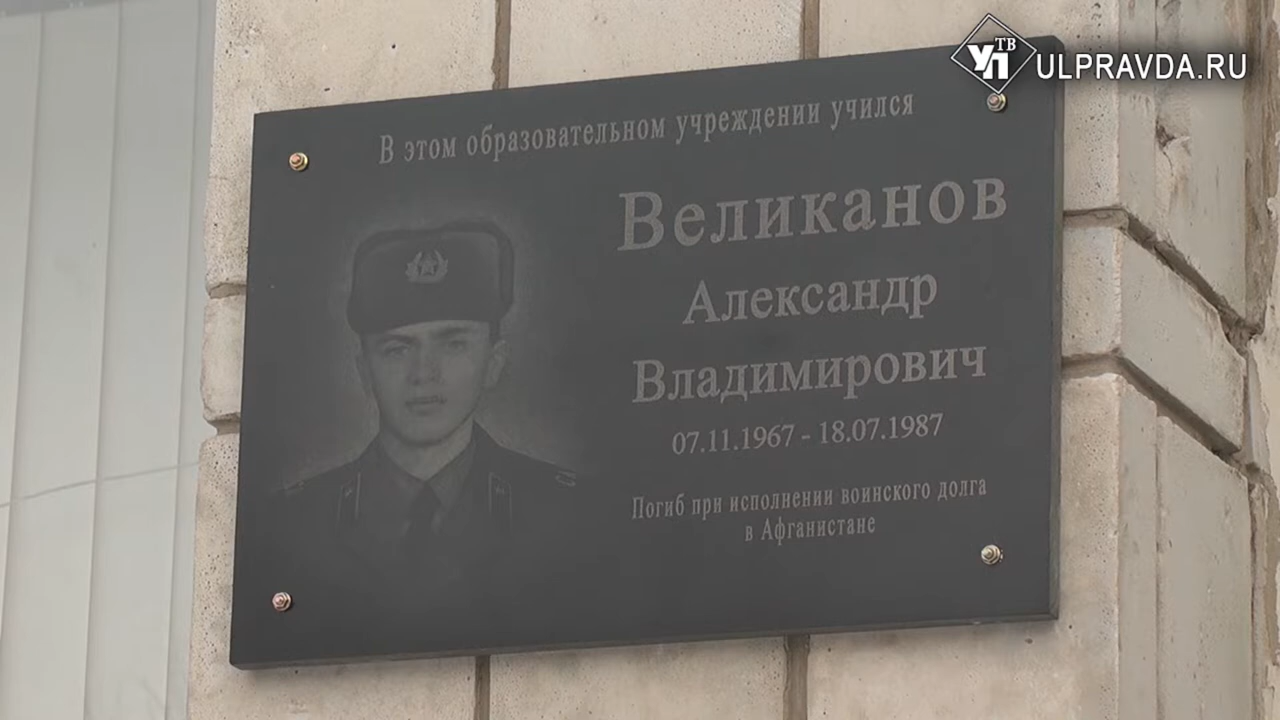 УП ТВ ULPRAVDA.RU
В этом образовательном учреждении учился
Великанов
Александр
Владимирович
07.11.1967 - 18.07.1987
Погиб при исполнении воинского долга
в Афганистане